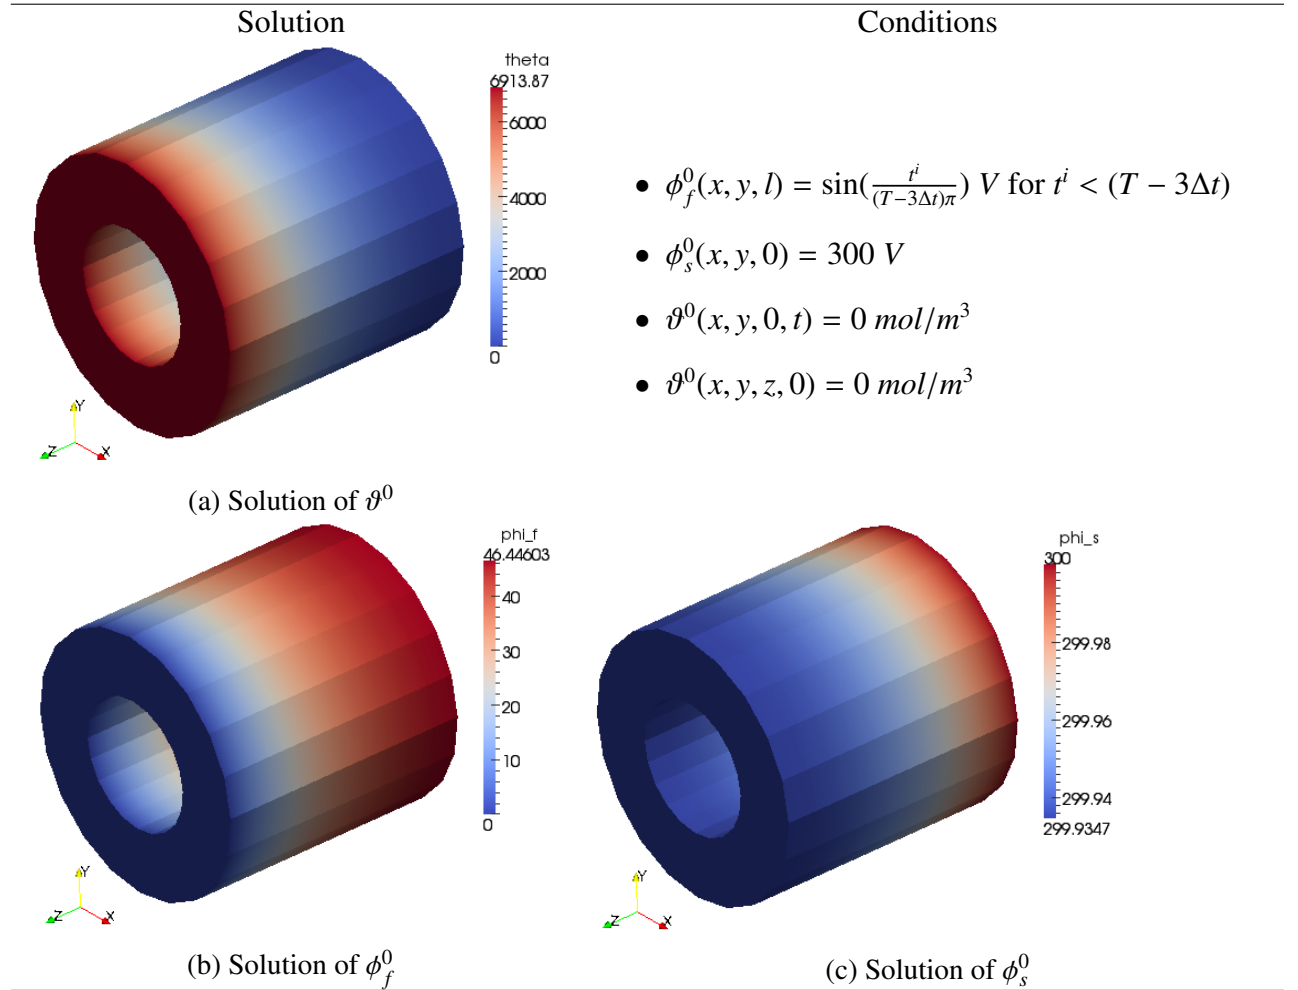 Solution
Conditions
theta
6913.87
6000
4000
2000
0
Y
Z
X
• ϕ_f^0(x, y, l) = sin(t^i/((T−3Δt)π)) V for t^i < (T − 3Δt)
• ϕ_s^0(x, y, 0) = 300 V
• ϑ^0(x, y, 0, t) = 0 mol/m^3
• ϑ^0(x, y, z, 0) = 0 mol/m^3
(a) Solution of ϑ^0
phi_f
46.44603
40
30
20
10
0
Y
Z
X
(b) Solution of ϕ_f^0
phi_s
300
299.98
299.96
299.94
299.9347
Y
Z
X
(c) Solution of ϕ_s^0